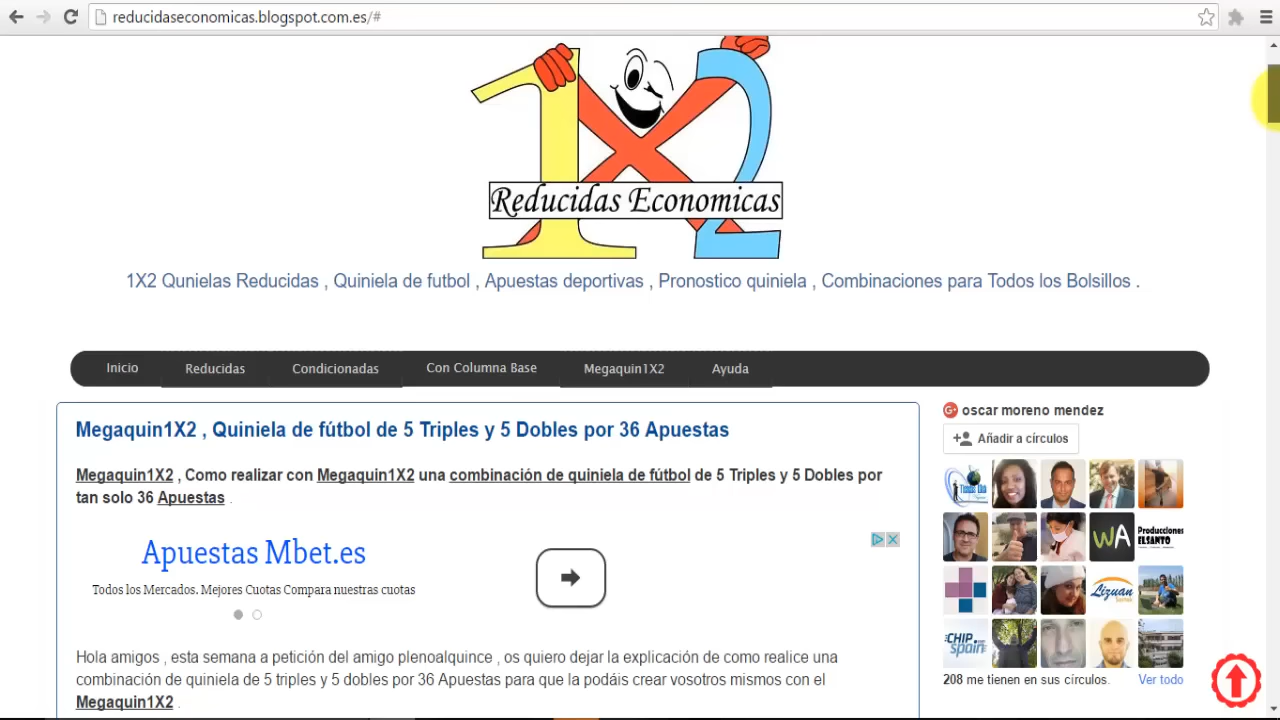 reducidaseconomicas.blogspot.com.es/#
1X2
Reducidas Economicas
1X2 Qunielas Reducidas , Quiniela de futbol , Apuestas deportivas , Pronostico quiniela , Combinaciones para Todos los Bolsillos .
Inicio Reducidas Condicionadas Con Columna Base Megaquin1X2 Ayuda
Megaquin1X2 , Quiniela de fútbol de 5 Triples y 5 Dobles por 36 Apuestas
Megaquin1X2 , Como realizar con Megaquin1X2 una combinación de quiniela de fútbol de 5 Triples y 5 Dobles por
tan solo 36 Apuestas .
Apuestas Mbet.es
Todos los Mercados. Mejores Cuotas Compara nuestras cuotas
Hola amigos , esta semana a petición del amigo plenoalquince , os quiero dejar la explicación de como realice una
combinación de quiniela de 5 triples y 5 dobles por 36 Apuestas para que la podáis crear vosotros mismos con el
Megaquin1X2 .
G+ oscar moreno mendez
Añadir a círculos
WA
Producciones
ELSANTO
Lizuan
CHIP
spain
208 me tienen en sus círculos.
Ver todo